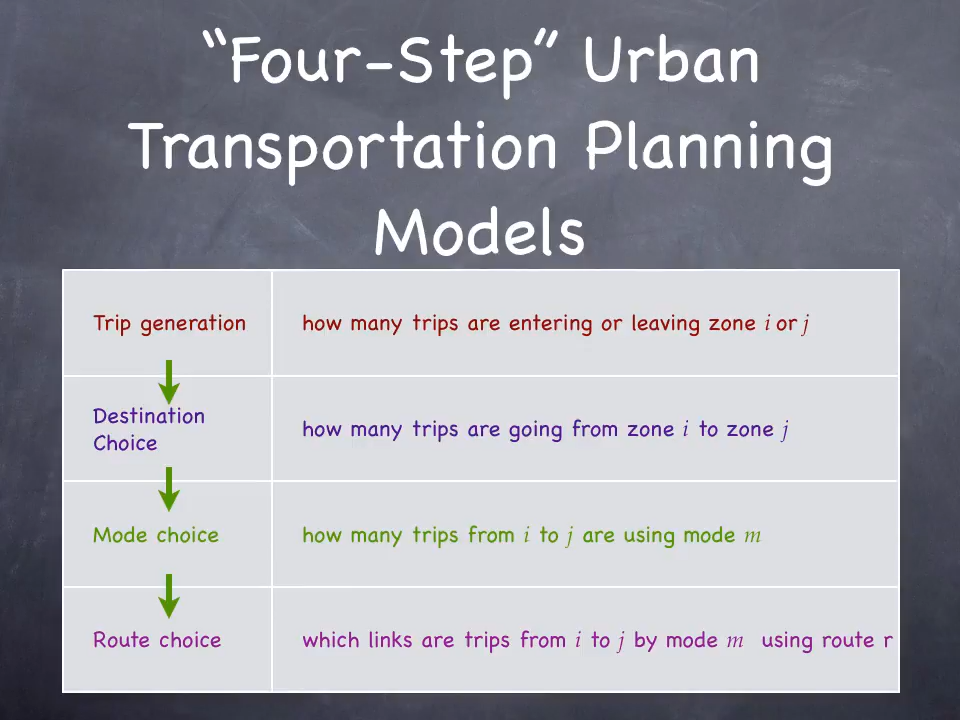 “Four-Step” Urban
Transportation Planning
Models
Trip generation
how many trips are entering or leaving zone i or j
Destination
Choice
how many trips are going from zone i to zone j
Mode choice
how many trips from i to j are using mode m
Route choice
which links are trips from i to j by mode m using route r